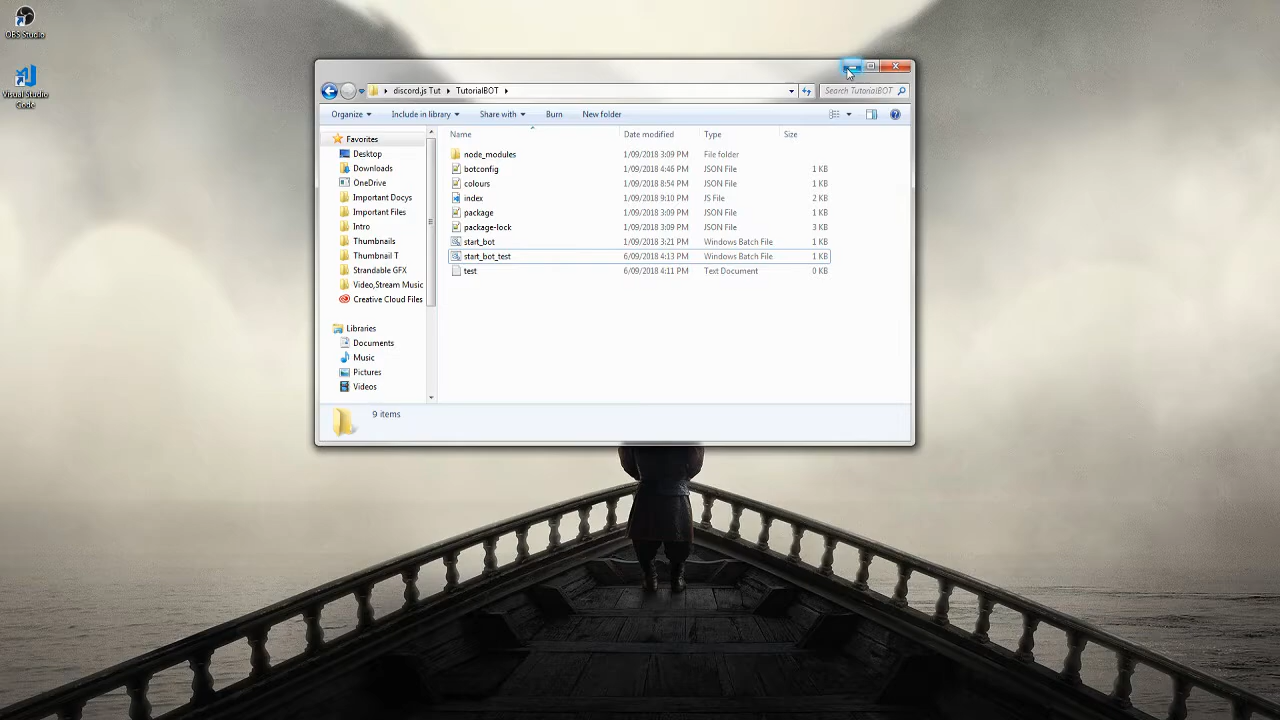 OBS Studio
Visual Studio
Code
discord.js Tut
TutorialBOT
Search TutorialBOT
Organize
Include in library
Share with
Burn
New folder
Name
Date modified
Type
Size
Favorites
Desktop
Downloads
OneDrive
Important Docys
Important Files
Intro
Thumbnails
Thumbnail T
Strandable GFX
Video,Stream Music
Creative Cloud Files
Libraries
Documents
Music
Pictures
Videos
node_modules 1/09/2018 3:09 PM File folder
botconfig 1/09/2018 4:46 PM JSON File 1 KB
colours 1/09/2018 8:54 PM JSON File 1 KB
index 1/09/2018 9:10 PM JS File 2 KB
package 1/09/2018 3:09 PM JSON File 1 KB
package-lock 1/09/2018 3:09 PM JSON File 3 KB
start_bot 1/09/2018 3:21 PM Windows Batch File 1 KB
start_bot_test 6/09/2018 4:13 PM Windows Batch File 1 KB
test 6/09/2018 4:11 PM Text Document 0 KB
9 items